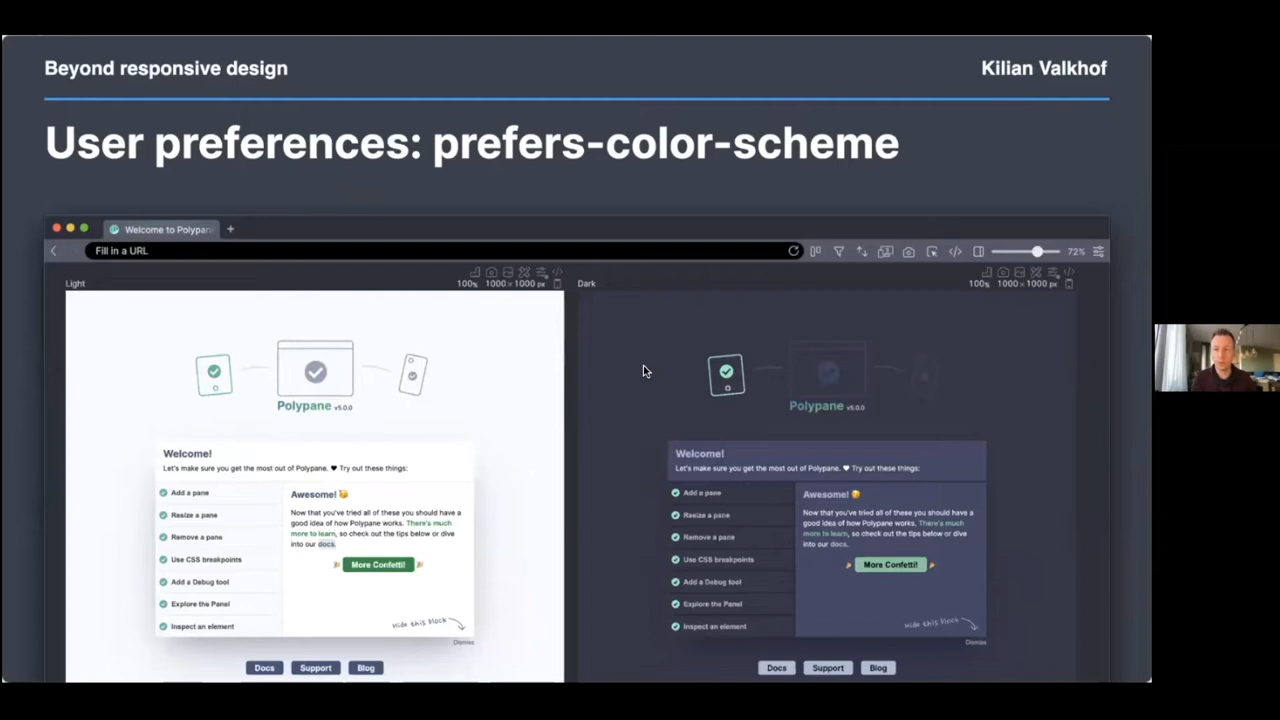 Beyond responsive design
Kilian Valkhof
User preferences: prefers-color-scheme
Welcome to Polypan
Fill in a URL
72%
Light
100% 1000×1000 px
Polypane v5.0.0
Welcome!
Let's make sure you get the most out of Polypane. ♥ Try out these things:
Add a pane
Resize a pane
Remove a pane
Use CSS breakpoints
Add a Debug tool
Explore the Panel
Inspect an element
Awesome! 🥳
Now that you've tried all of these you should have a
good idea of how Polypane works. There's much
more to learn, so check out the tips below or dive
into our docs.
🎉 More Confetti! 🎉
Hide this block
Dismiss
Docs
Support
Blog
Dark
100% 1000×1000 px
Polypane v5.0.0
Welcome!
Let's make sure you get the most out of Polypane. ♥ Try out these things:
Add a pane
Resize a pane
Remove a pane
Use CSS breakpoints
Add a Debug tool
Explore the Panel
Inspect an element
Awesome! 🥳
Now that you've tried all of these you should have a
good idea of how Polypane works. There's much
more to learn, so check out the tips below or dive
into our docs.
🎉 More Confetti! 🎉
Hide this block
Dismiss
Docs
Support
Blog